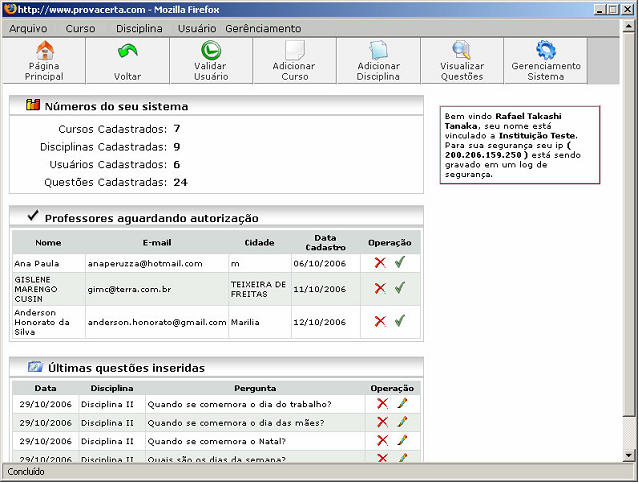 http://www.provacerta.com - Mozilla Firefox
Arquivo Curso Disciplina Usuário Gerênciamento
Página Principal
Voltar
Validar Usuário
Adicionar Curso
Adicionar Disciplina
Visualizar Questões
Gerenciamento Sistema
Números do seu sistema
Cursos Cadastrados: 7
Disciplinas Cadastradas: 9
Usuários Cadastrados: 6
Questões Cadastradas: 24
Bem vindo Rafael Takashi
Tanaka, seu nome está
vinculado a Instituição Teste.
Para sua segurança seu ip (
200.206.159.250 ) está sendo
gravado em um log de
segurança.
Professores aguardando autorização
Nome E-mail Cidade Data Cadastro Operação
Ana Paula anaperuzza@hotmail.com m 06/10/2006
GISLENE MARENGO CUSIN gimc@terra.com.br TEIXEIRA DE FREITAS 11/10/2006
Anderson Honorato da Silva anderson.honorato@gmail.com Marilia 12/10/2006
Últimas questões inseridas
Data Disciplina Pergunta Operação
29/10/2006 Disciplina II Quando se comemora o dia do trabalho?
29/10/2006 Disciplina II Quando se comemora o dia das mães?
29/10/2006 Disciplina II Quando se comemora o Natal?
29/10/2006 Disciplina II Quais são os dias da semana?
Concluído